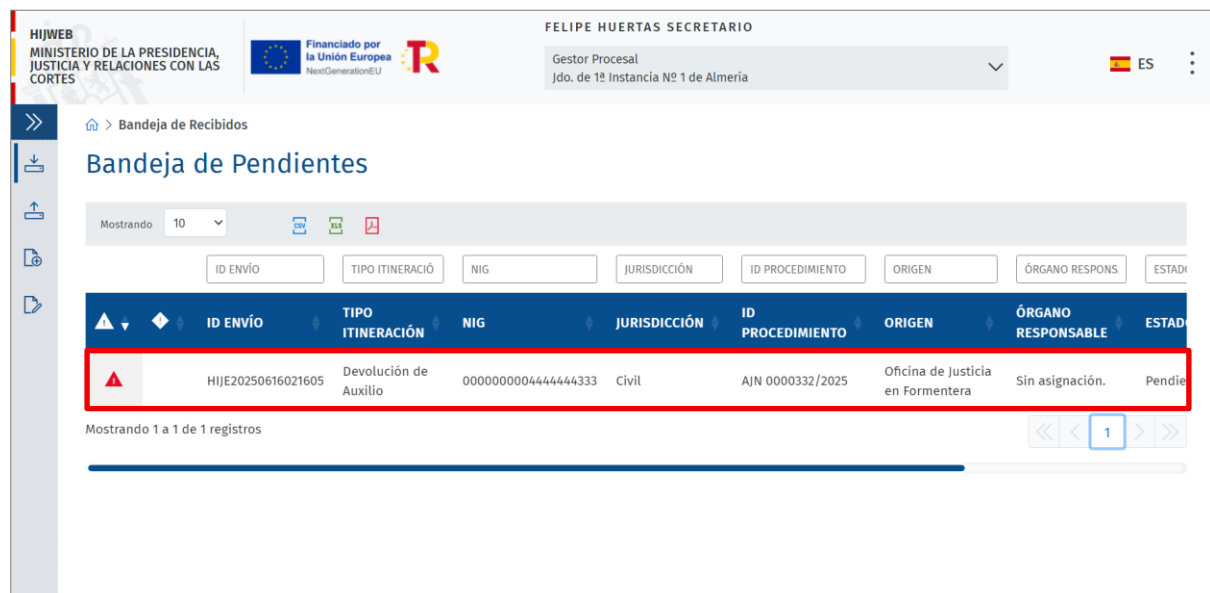 HIJWEB
MINISTERIO DE LA PRESIDENCIA,
JUSTICIA Y RELACIONES CON LAS
CORTES
Financiado por
la Unión Europea
NextGenerationEU
FELIPE HUERTAS SECRETARIO
Gestor Procesal
Jdo. de 1ª Instancia Nº 1 de Almería
ES
> Bandeja de Recibidos
Bandeja de Pendientes
Mostrando 10 CSV XLS
ID ENVÍO TIPO ITINERACIÓ NIG JURISDICCIÓN ID PROCEDIMIENTO ORIGEN ÓRGANO RESPONS ESTADO
ID ENVÍO TIPO ITINERACIÓN NIG JURISDICCIÓN ID PROCEDIMIENTO ORIGEN ÓRGANO RESPONSABLE ESTADO
HIJE20250616021605 Devolución de Auxilio 0000000004444444333 Civil AJN 0000332/2025 Oficina de Justicia en Formentera Sin asignación. Pendie
Mostrando 1 a 1 de 1 registros
1